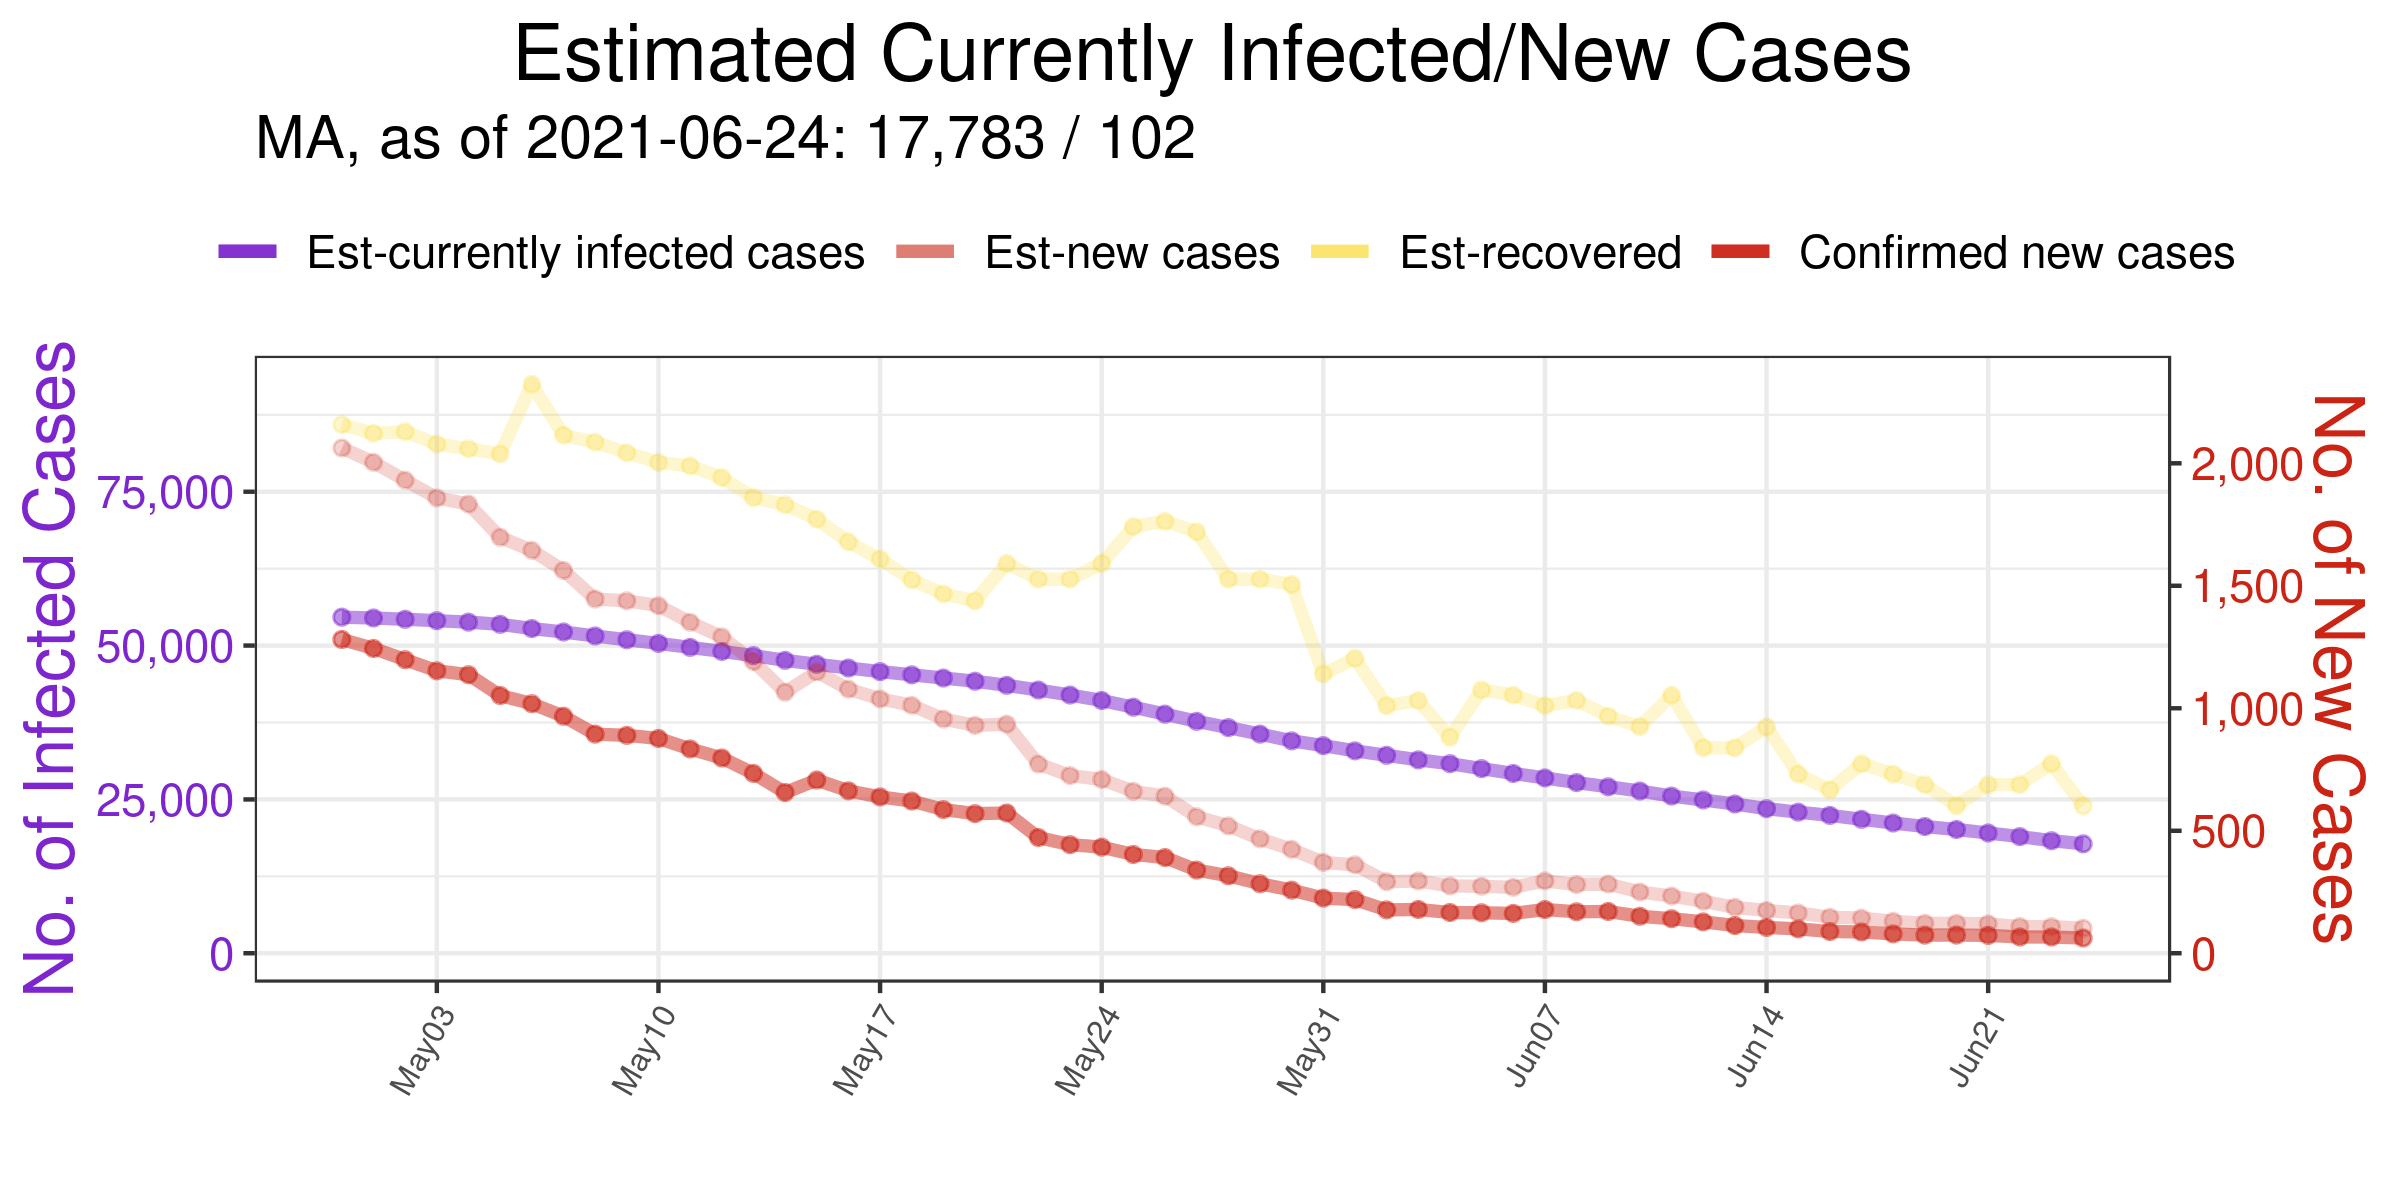 Estimated Currently Infected/New Cases
MA, as of 2021-06-24: 17,783 / 102
Est-currently infected cases Est-new cases Est-recovered Confirmed new cases
No. of Infected Cases
75,000
50,000
25,000
0
No. of New Cases
2,000
1,500
1,000
500
0
May03 May10 May17 May24 May31 Jun07 Jun14 Jun21